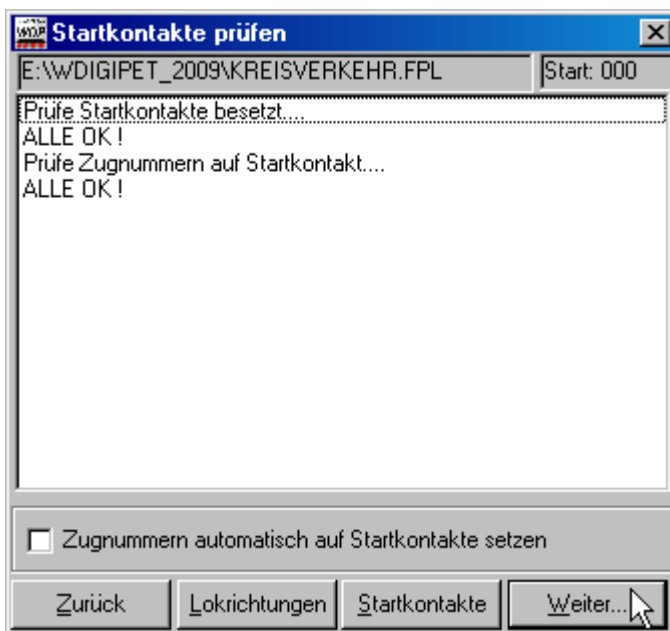 WDP Startkontakte prüfen
E:\WDIGIPET_2009\KREISVERKEHR.FPL Start: 000
Prüfe Startkontakte besetzt....
ALLE OK !
Prüfe Zugnummern auf Startkontakt....
ALLE OK !
Zugnummern automatisch auf Startkontakte setzen
Zurück Lokrichtungen Startkontakte Weiter...